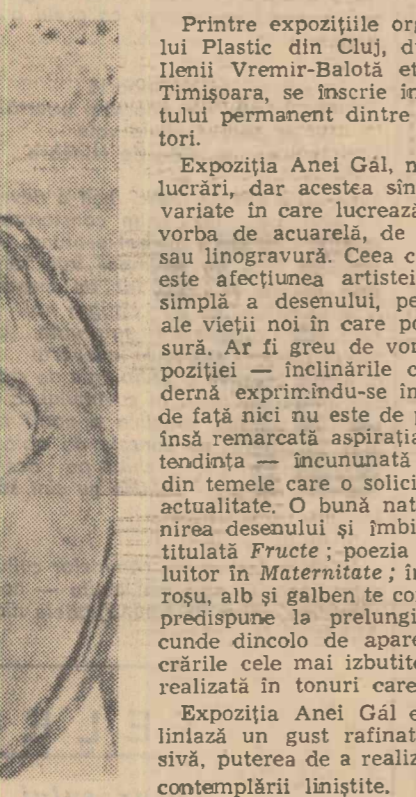 Printre expozițiile org
lui Plastic din Cluj, d
Ilenii Vremir-Balotă et
Timișoara, se înscrie în
tului permanent dintre
tori.
Expoziția Anei Gál, n
lucrări, dar acestea sîn
variate în care lucrează
vorba de acuarelă, de
sau linogravură. Ceea c
este afecțiunea artistei
simplă a desenului, pe
ale vieții noi în care po
sură. Ar fi greu de vor
poziției — înclinările c
dernă exprimîndu-se în
de față nici nu este de p
însă remarcată aspirația
tendința — încununată
din temele care o solici
actualitate. O bună nat
nirea desenului și îmbi
titulată Fructe ; poezia
luitor în Maternitate ; în
roșu, alb și galben te co
predispune la prelungi
cunde dincolo de apare
crările cele mai izbutite
realizată în tonuri care
Expoziția Anei Gál e
liniază un gust rafinat
sivă, puterea de a realiz
contemplării liniștite.